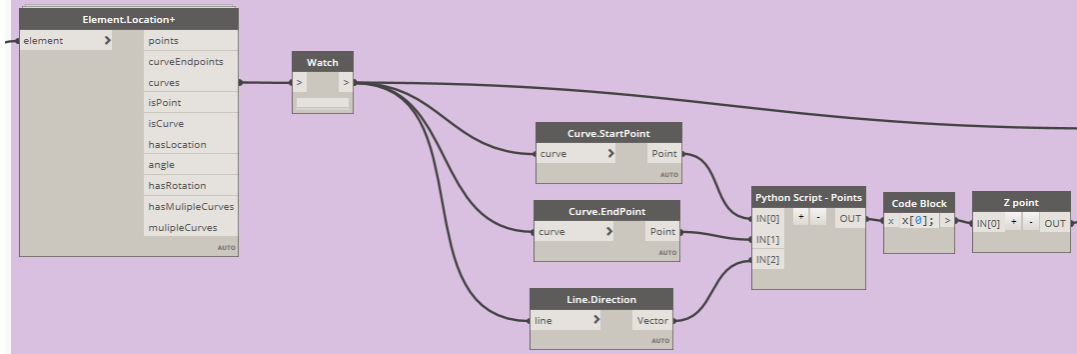 Element.Location+
element >
points
curveEndpoints
curves
isPoint
isCurve
hasLocation
angle
hasRotation
hasMulipleCurves
mulipleCurves
AUTO
Watch
> >
Curve.StartPoint
curve > Point
AUTO
Curve.EndPoint
curve > Point
AUTO
Line.Direction
line > Vector
AUTO
Python Script - Points
IN[0] + - OUT
IN[1]
IN[2]
Code Block
x x[0]; >
Z point
IN[0] + - OUT